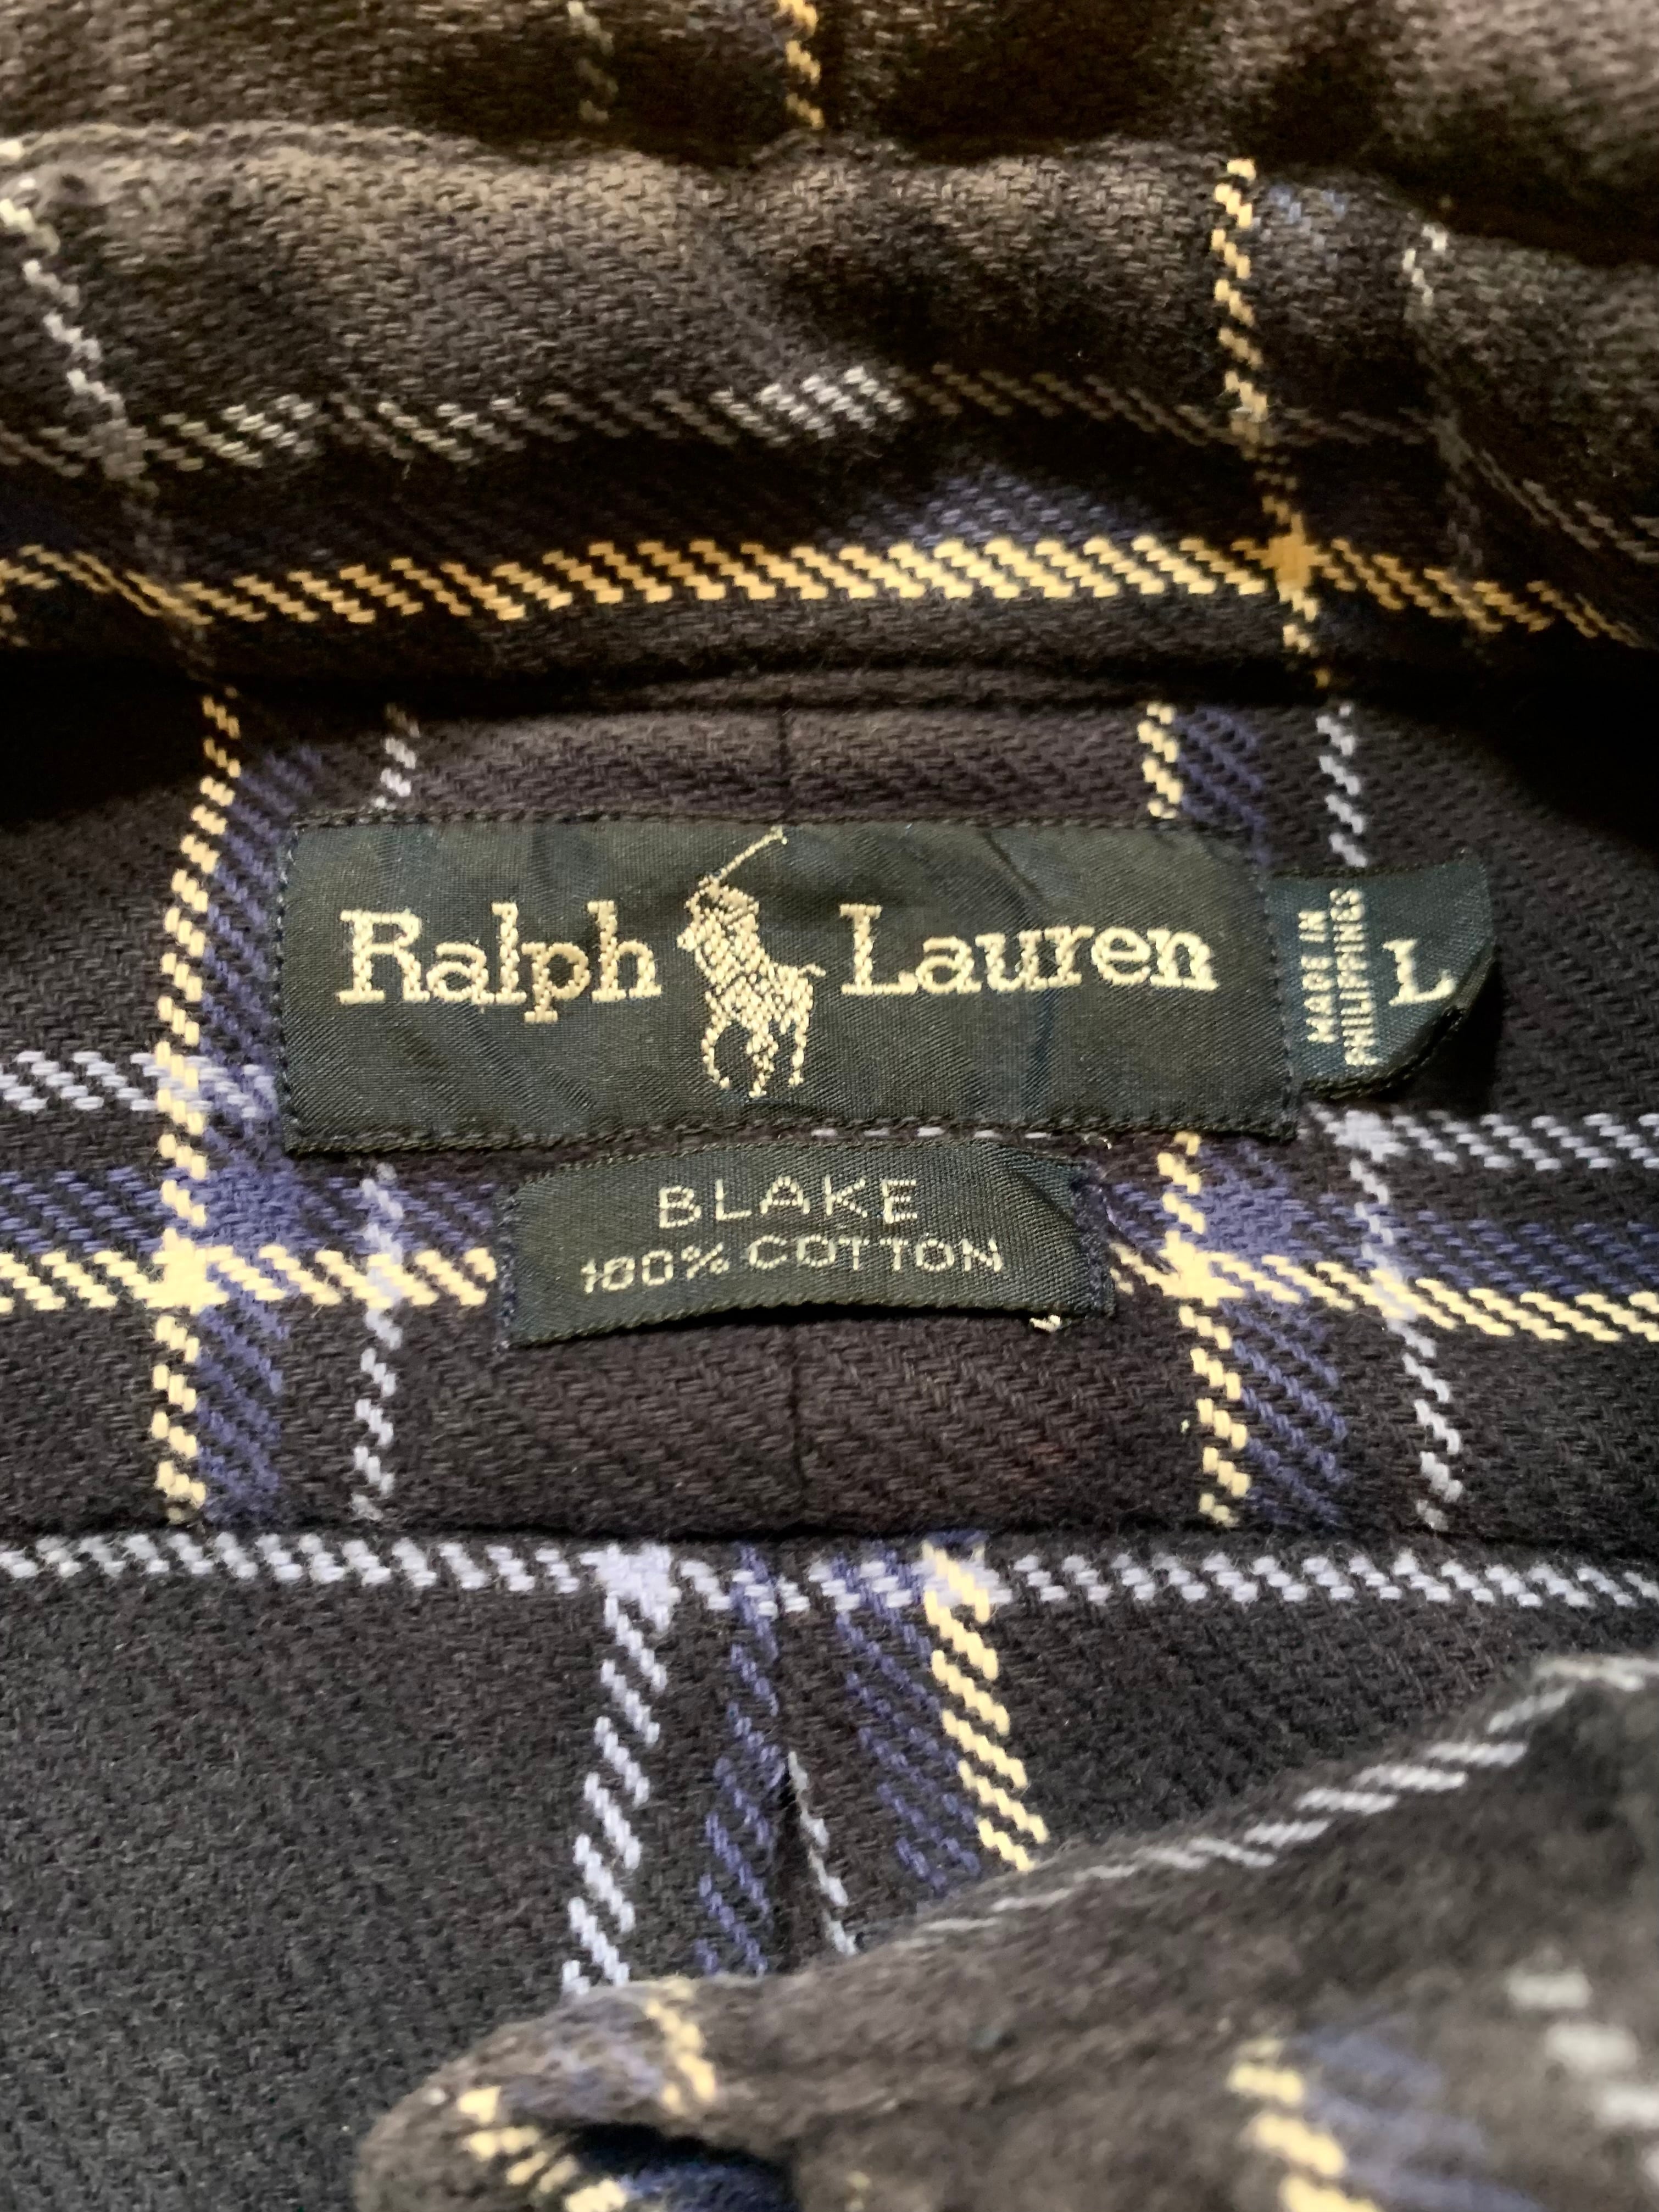 Ralph Lauren
MADE IN
PHILIPPINES
L
BLAKE
100% COTTON